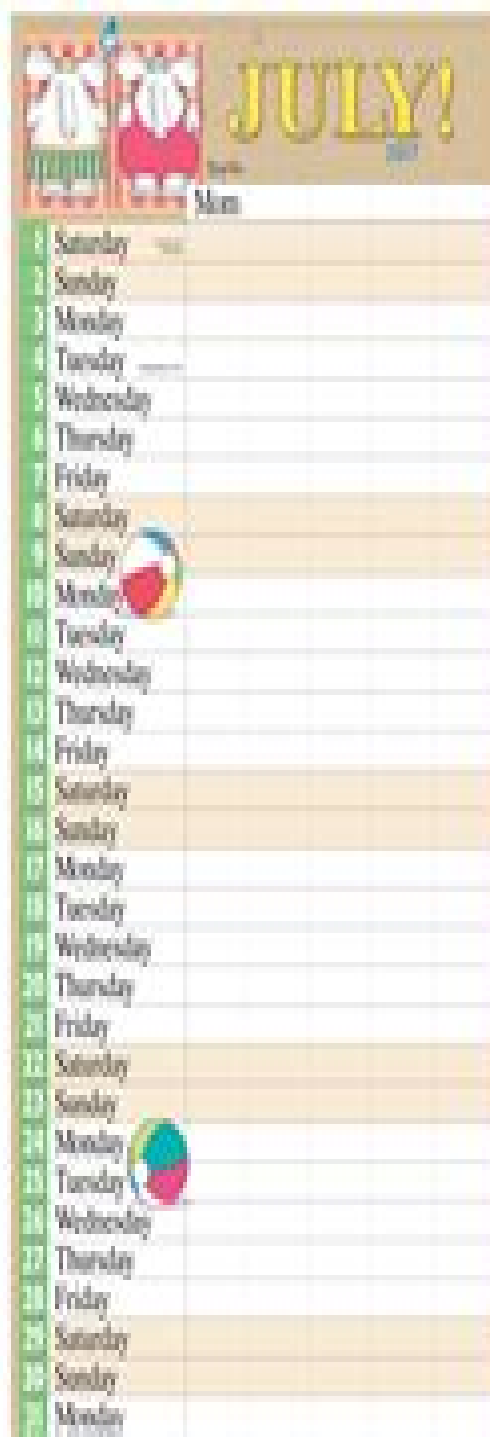 JULY!
2017
Mom
1 Saturday
2 Sunday
3 Monday
4 Tuesday
5 Wednesday
6 Thursday
7 Friday
8 Saturday
9 Sunday
10 Monday
11 Tuesday
12 Wednesday
13 Thursday
14 Friday
15 Saturday
16 Sunday
17 Monday
18 Tuesday
19 Wednesday
20 Thursday
21 Friday
22 Saturday
23 Sunday
24 Monday
25 Tuesday
26 Wednesday
27 Thursday
28 Friday
29 Saturday
30 Sunday
31 Monday